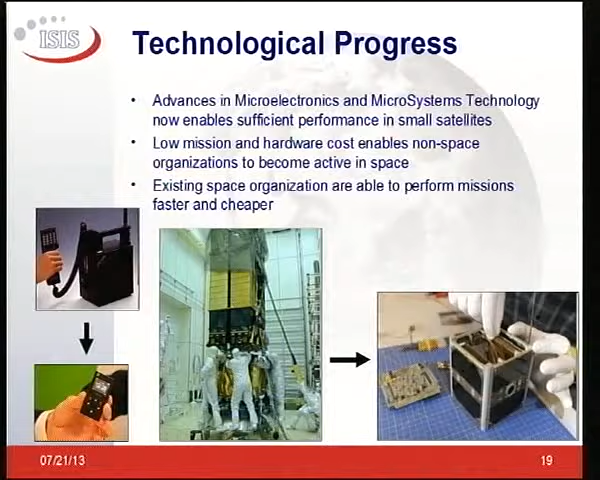 ISIS
Technological Progress
• Advances in Microelectronics and MicroSystems Technology
now enables sufficient performance in small satellites
• Low mission and hardware cost enables non-space
organizations to become active in space
• Existing space organization are able to perform missions
faster and cheaper
07/21/13
19